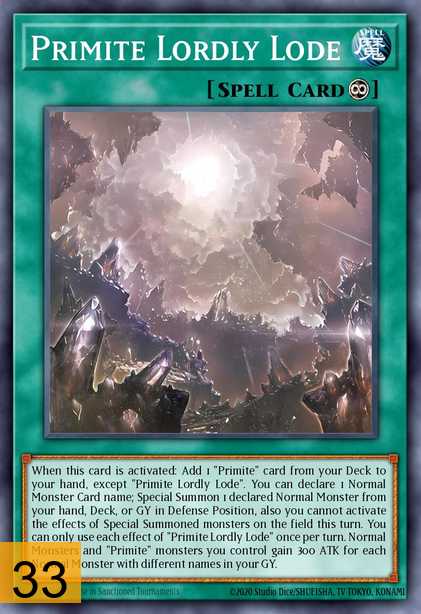 PRIMITE LORDLY LODE
SPELL
魔
[SPELL CARD]
When this card is activated: Add 1 "Primite" card from your Deck to
your hand, except "Primite Lordly Lode". You can declare 1 Normal
Monster Card name; Special Summon 1 declared Normal Monster from
your hand, Deck, or GY in Defense Position, also you cannot activate
the effects of Special Summoned monsters on the field this turn. You
can only use each effect of "Primite Lordly Lode" once per turn. Normal
Monsters and "Primite" monsters you control gain 300 ATK for each
Monster with different names in your GY.
33
in Sanctioned Tournaments
©2020 Studio Dice/SHUEISHA, TV TOKYO, KONAMI